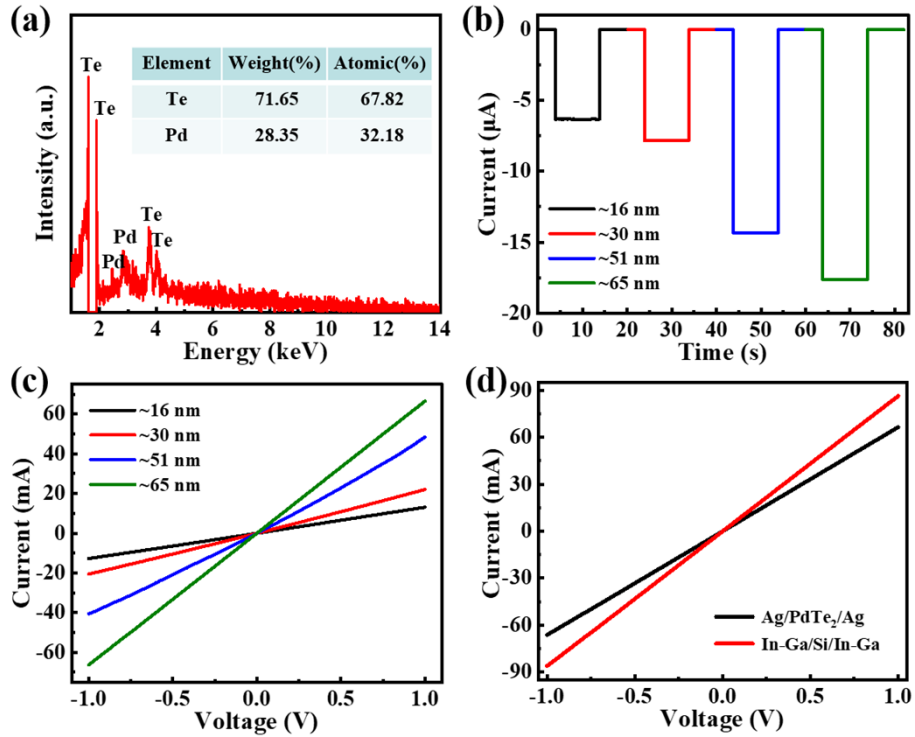 (a)
Te
Te
Te
Te
Pd
Pd
Element Weight(%) Atomic(%)
Te 71.65 67.82
Pd 28.35 32.18
Intensity (a.u.)
2 4 6 8 10 12 14
Energy (keV)
(b)
0
-5
-10
-15
-20
Current (μA)
~16 nm
~30 nm
~51 nm
~65 nm
0 10 20 30 40 50 60 70 80
Time (s)
(c)
60
40
20
0
-20
-40
-60
Current (mA)
~16 nm
~30 nm
~51 nm
~65 nm
-1.0 -0.5 0.0 0.5 1.0
Voltage (V)
(d)
90
60
30
0
-30
-60
-90
Current (mA)
Ag/PdTe₂/Ag
In-Ga/Si/In-Ga
-1.0 -0.5 0.0 0.5 1.0
Voltage (V)